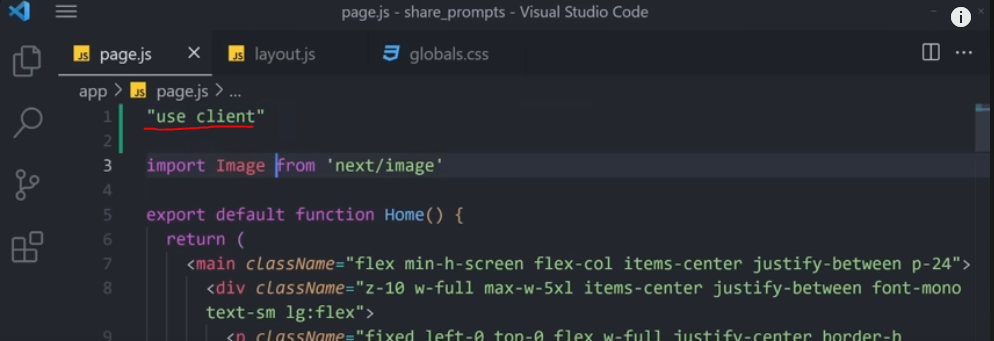 page.js - share_prompts - Visual Studio Code
i
JS page.js JS layout.js globals.css
app > JS page.js > ...
1 "use client"
2
3 import Image from 'next/image'
4
5 export default function Home() {
6 return (
7 <main className="flex min-h-screen flex-col items-center justify-between p-24">
8 <div className="z-10 w-full max-w-5xl items-center justify-between font-mono
text-sm lg:flex">
9 <p className="fixed left-0 top-0 flex w-full justify-center border-b